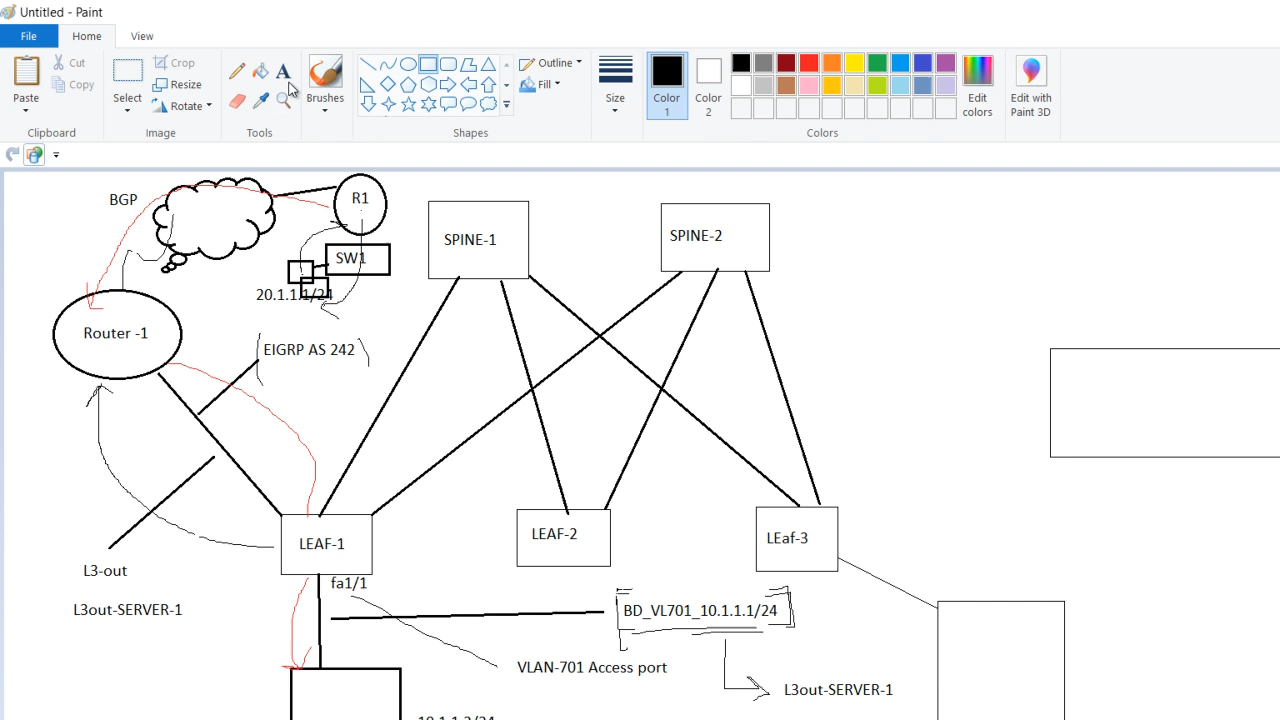 Untitled - Paint
File
Home
View
Paste
Cut
Copy
Select
Crop
Resize
Rotate
A
Brushes
Outline
Fill
Size
Color
1
Color
2
Edit
colors
Edit with
Paint 3D
Clipboard
Image
Tools
Shapes
Colors
BGP
R1
SW1
20.1.1.1/24
SPINE-1
SPINE-2
Router -1
EIGRP AS 242
LEAF-1
LEAF-2
LEaf-3
L3-out
fa1/1
L3out-SERVER-1
BD_VL701_10.1.1.1/24
VLAN-701 Access port
L3out-SERVER-1